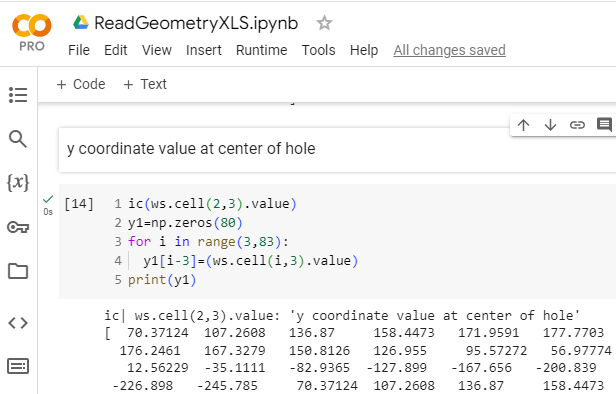 ReadGeometryXLS.ipynb
PRO
File Edit View Insert Runtime Tools Help All changes saved
+ Code + Text
y coordinate value at center of hole
{x}
[14] 1 ic(ws.cell(2,3).value)
0s
2 y1=np.zeros(80)
3 for i in range(3,83):
4 y1[i-3]=(ws.cell(i,3).value)
5 print(y1)
ic| ws.cell(2,3).value: 'y coordinate value at center of hole'
[ 70.37124 107.2608 136.87 158.4473 171.9591 177.7703
176.2461 167.3279 150.8126 126.955 95.57272 56.97774
12.56229 -35.1111 -82.9365 -127.899 -167.656 -200.839
-226.898 -245.785 70.37124 107.2608 136.87 158.4473